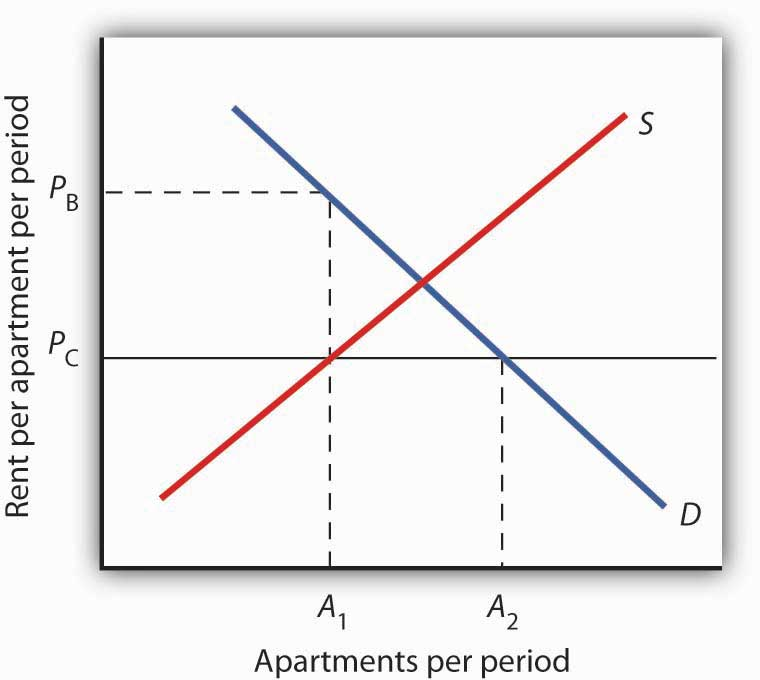 Rent per apartment per period
P_B
P_C
S
D
A_1
A_2
Apartments per period